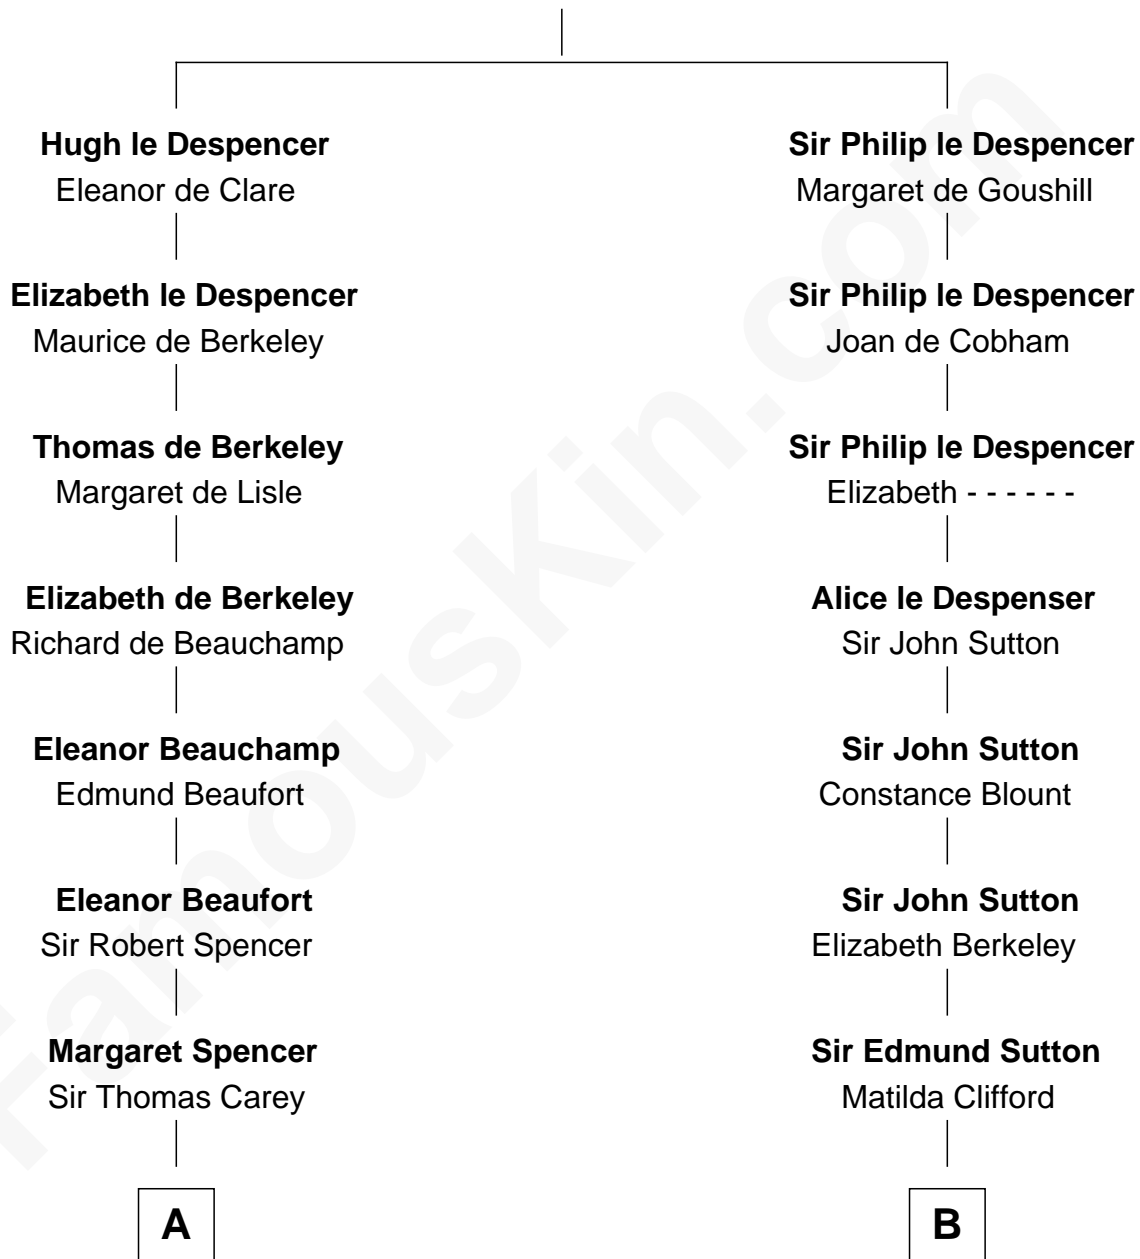 Hugh le Despencer
Eleanor de Clare
Elizabeth le Despencer
Maurice de Berkeley
Thomas de Berkeley
Margaret de Lisle
Elizabeth de Berkeley
Richard de Beauchamp
Eleanor Beauchamp
Edmund Beaufort
Eleanor Beaufort
Sir Robert Spencer
Margaret Spencer
Sir Thomas Carey
A
Sir Philip le Despencer
Margaret de Goushill
Sir Philip le Despencer
Joan de Cobham
Sir Philip le Despencer
Elizabeth - - - - - -
Alice le Despenser
Sir John Sutton
Sir John Sutton
Constance Blount
Sir John Sutton
Elizabeth Berkeley
Sir Edmund Sutton
Matilda Clifford
B
FamousKin.com